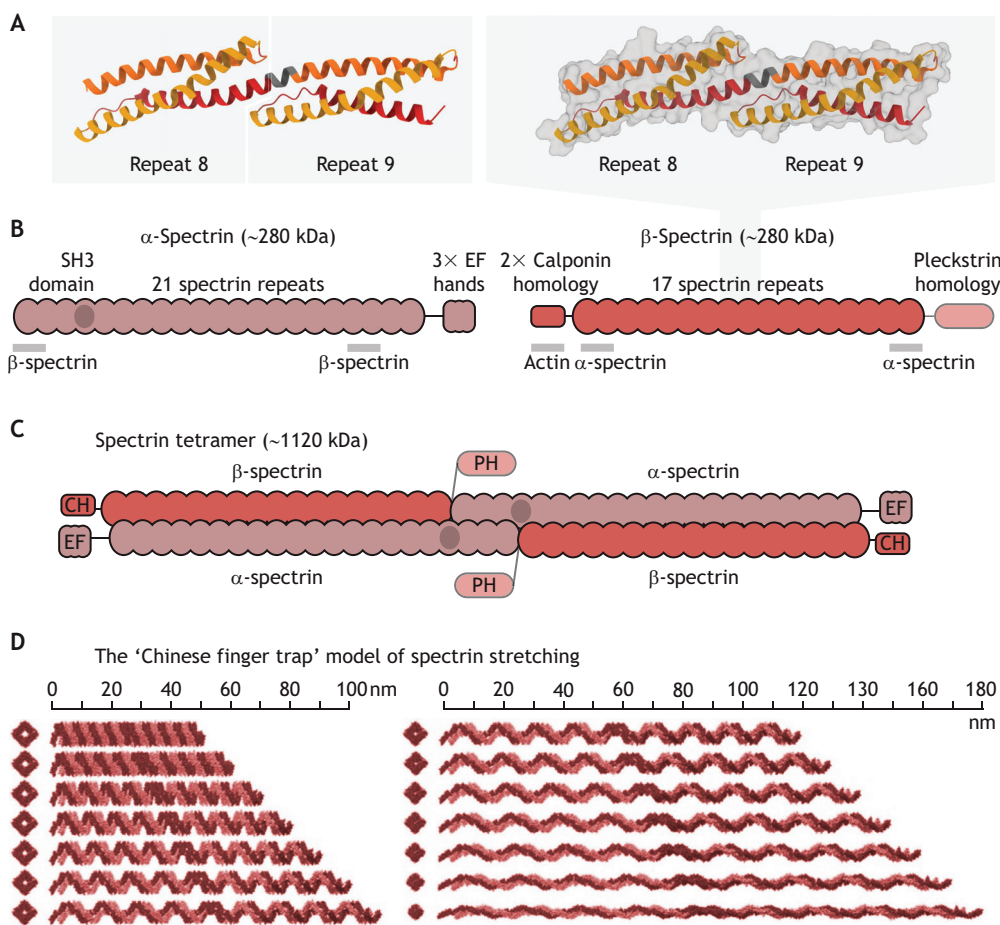 A
Repeat 8
Repeat 9
Repeat 8
Repeat 9
B
α-Spectrin (~280 kDa)
SH3
domain
21 spectrin repeats
3× EF
hands
β-spectrin
β-spectrin
β-Spectrin (~280 kDa)
2× Calponin
homology
17 spectrin repeats
Pleckstrin
homology
Actin
α-spectrin
α-spectrin
C
Spectrin tetramer (~1120 kDa)
β-spectrin
PH
α-spectrin
CH
EF
EF
CH
α-spectrin
PH
β-spectrin
D
The ‘Chinese finger trap’ model of spectrin stretching
0 20 40 60 80 100 nm
0 20 40 60 80 100 120 130 140 130 180
nm